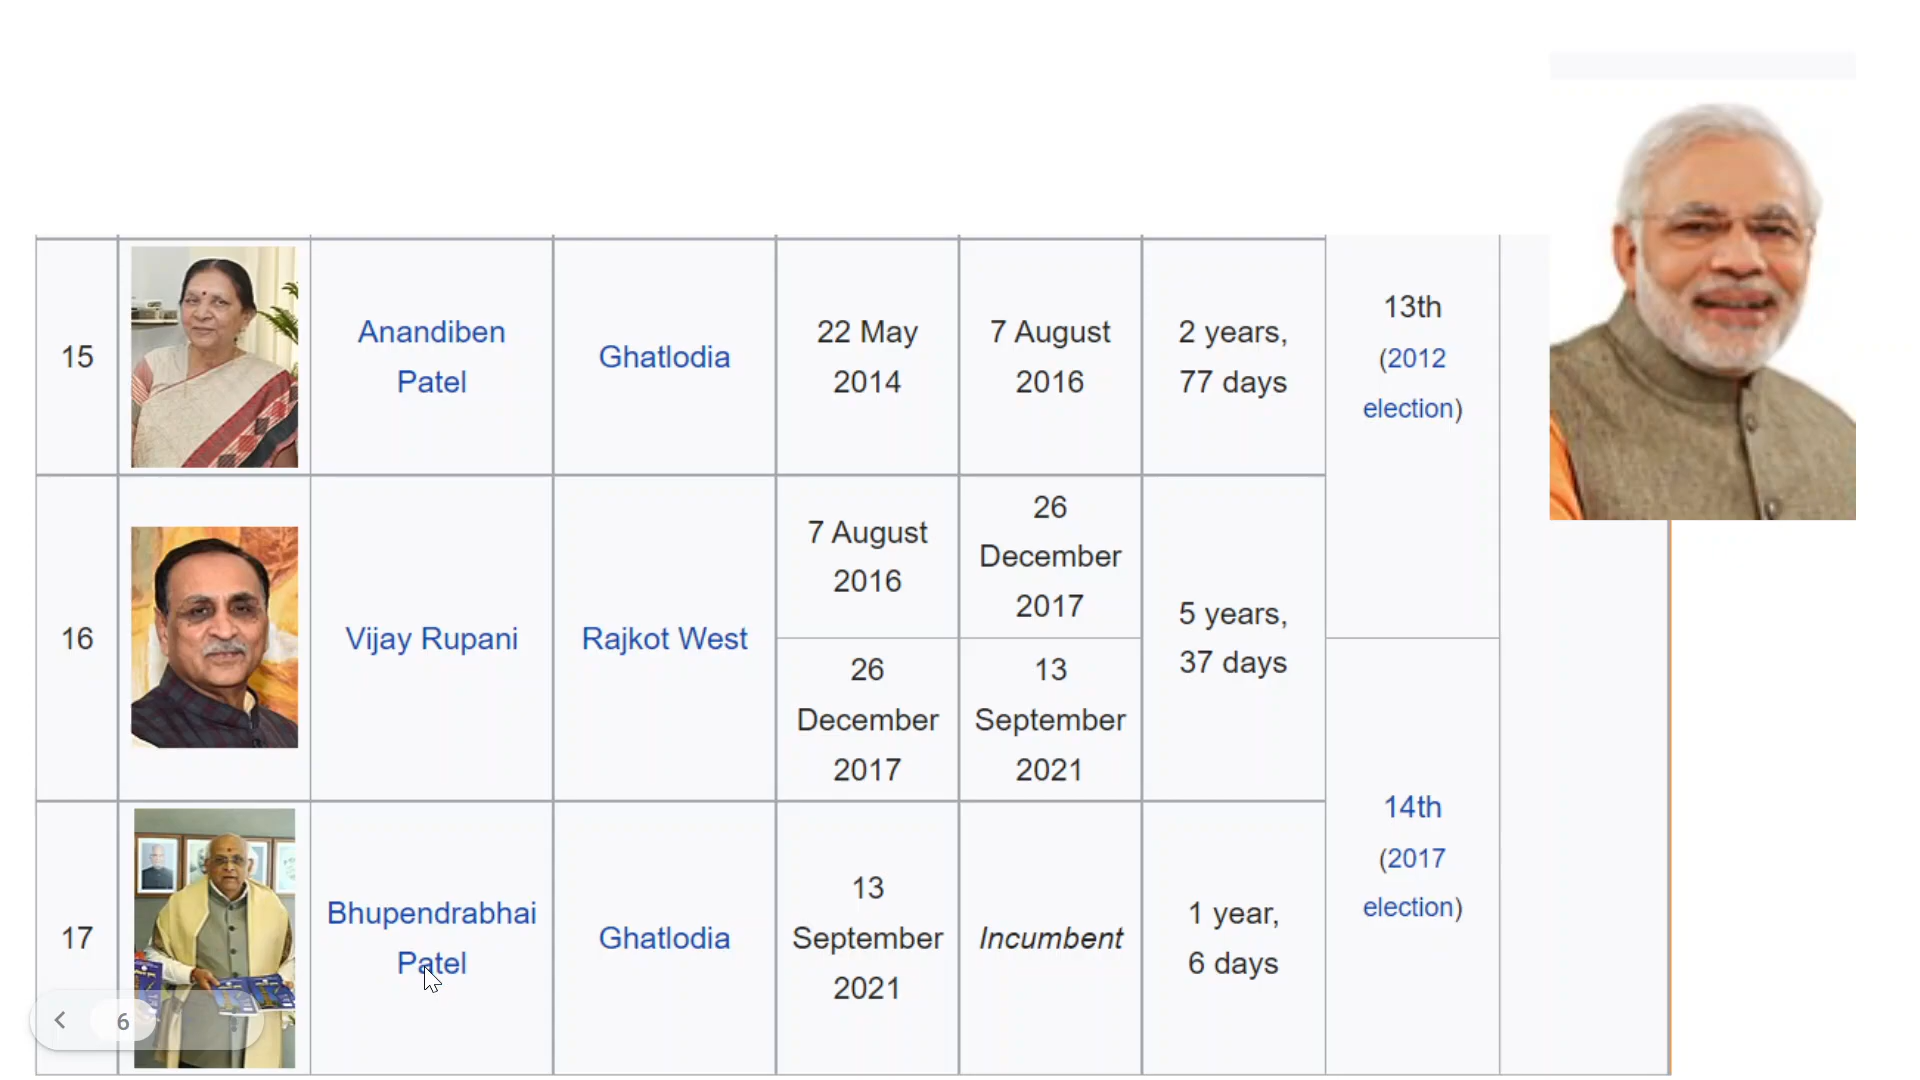 15
Anandiben
Patel
Ghatlodia
22 May
2014
7 August
2016
2 years,
77 days
13th
(2012
election)
16
Vijay Rupani
Rajkot West
7 August
2016
26
December
2017
26
December
2017
13
September
2021
5 years,
37 days
17
Bhupendrabhai
Patel
Ghatlodia
13
September
2021
Incumbent
1 year,
6 days
14th
(2017
election)
6